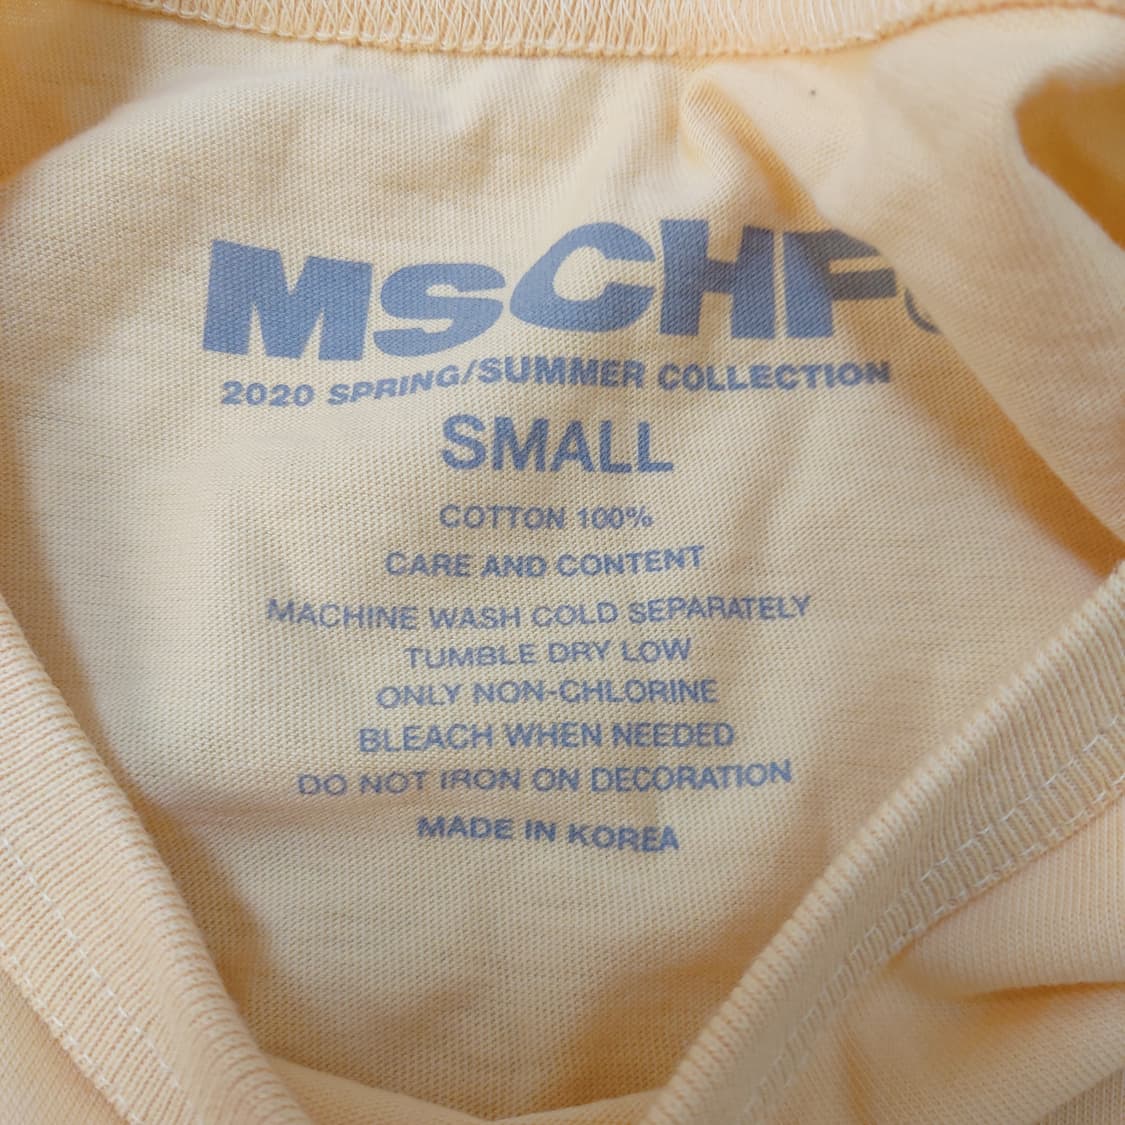 MSCHF
2020 SPRING/SUMMER COLLECTION
SMALL
COTTON 100%
CARE AND CONTENT
MACHINE WASH COLD SEPARATELY
TUMBLE DRY LOW
ONLY NON-CHLORINE
BLEACH WHEN NEEDED
DO NOT IRON ON DECORATION
MADE IN KOREA